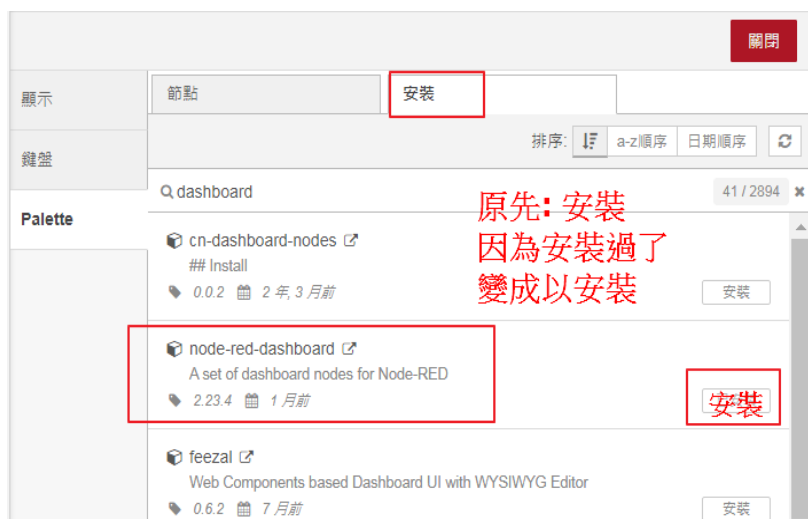 關閉
顯示
節點
安裝
排序:
a-z順序
日期順序
鍵盤
dashboard
41 / 2894
Palette
原先: 安裝
因為安裝過了
變成以安裝
cn-dashboard-nodes
## Install
0.0.2 2 年, 3 月前
安裝
node-red-dashboard
A set of dashboard nodes for Node-RED
2.23.4 1 月前
安裝
feezal
Web Components based Dashboard UI with WYSIWYG Editor
0.6.2 7 月前
安裝